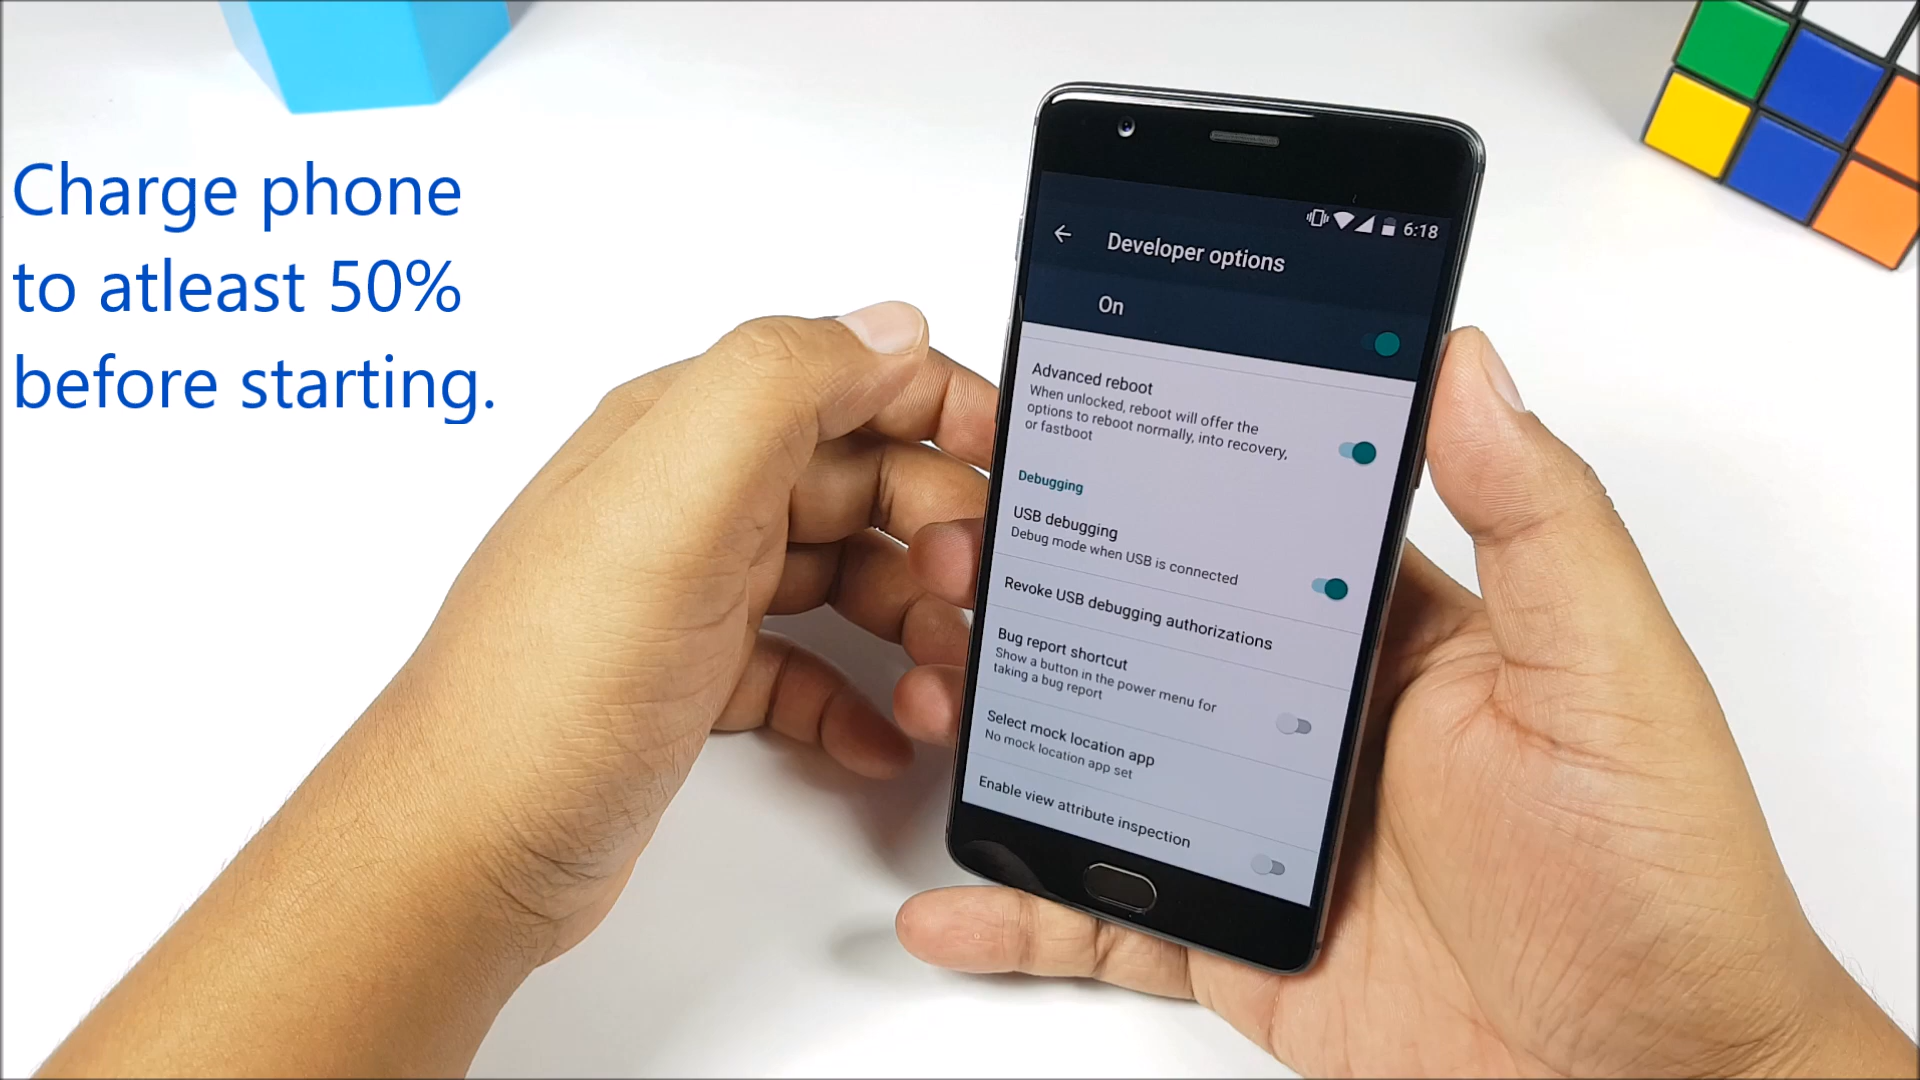 Charge phone
to atleast 50%
before starting.
6:18
Developer options
On
Advanced reboot
When unlocked, reboot will offer the
options to reboot normally, into recovery,
or fastboot
Debugging
USB debugging
Debug mode when USB is connected
Revoke USB debugging authorizations
Bug report shortcut
Show a button in the power menu for
taking a bug report
Select mock location app
No mock location app set
Enable view attribute inspection